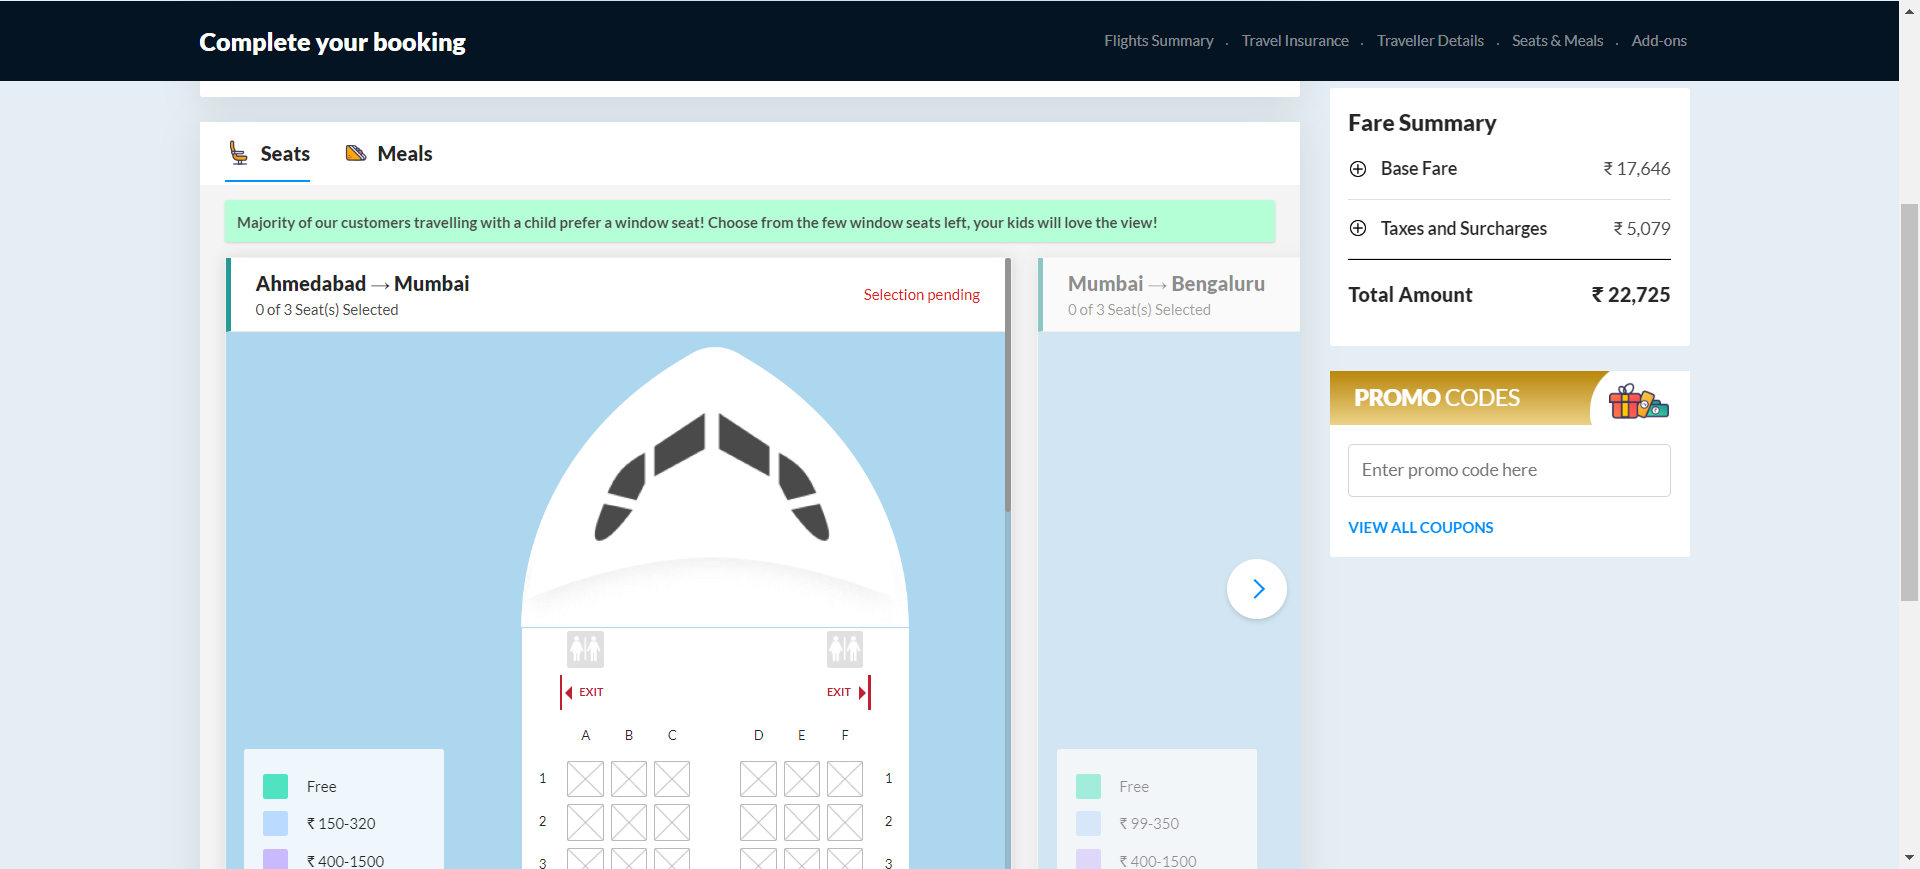 Complete your booking
Flights Summary . Travel Insurance . Traveller Details . Seats & Meals . Add-ons
Seats Meals
Majority of our customers travelling with a child prefer a window seat! Choose from the few window seats left, your kids will love the view!
Ahmedabad → Mumbai
0 of 3 Seat(s) Selected
Selection pending
EXIT EXIT
A B C D E F
1 1
2 2
3 3
Free
₹ 150-320
₹ 400-1500
Mumbai → Bengaluru
0 of 3 Seat(s) Selected
Free
₹ 99-350
₹ 400-1500
Fare Summary
Base Fare ₹ 17,646
Taxes and Surcharges ₹ 5,079
Total Amount ₹ 22,725
PROMO CODES
Enter promo code here
VIEW ALL COUPONS